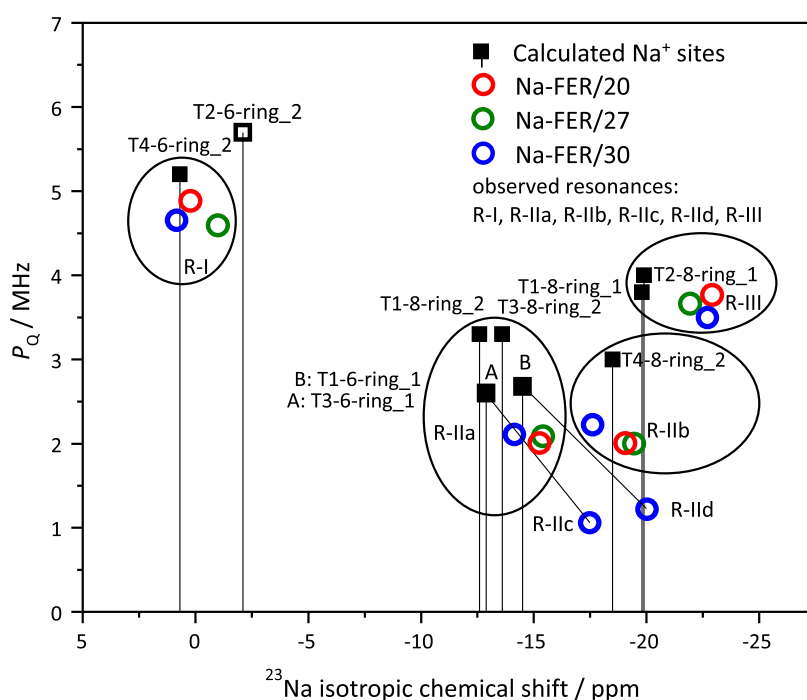 7
6
5
4
3
2
1
0
P_Q / MHz
5
0
-5
-10
-15
-20
-25
²³Na isotropic chemical shift / ppm
Calculated Na⁺ sites
Na-FER/20
Na-FER/27
Na-FER/30
observed resonances:
R-I, R-IIa, R-IIb, R-IIc, R-IId, R-III
T2-6-ring_2
T4-6-ring_2
R-I
T1-8-ring_1
T2-8-ring_1
R-III
T1-8-ring_2
T3-8-ring_2
T4-8-ring_2
B: T1-6-ring_1
A: T3-6-ring_1
A
B
R-IIa
R-IIb
R-IIc
R-IId